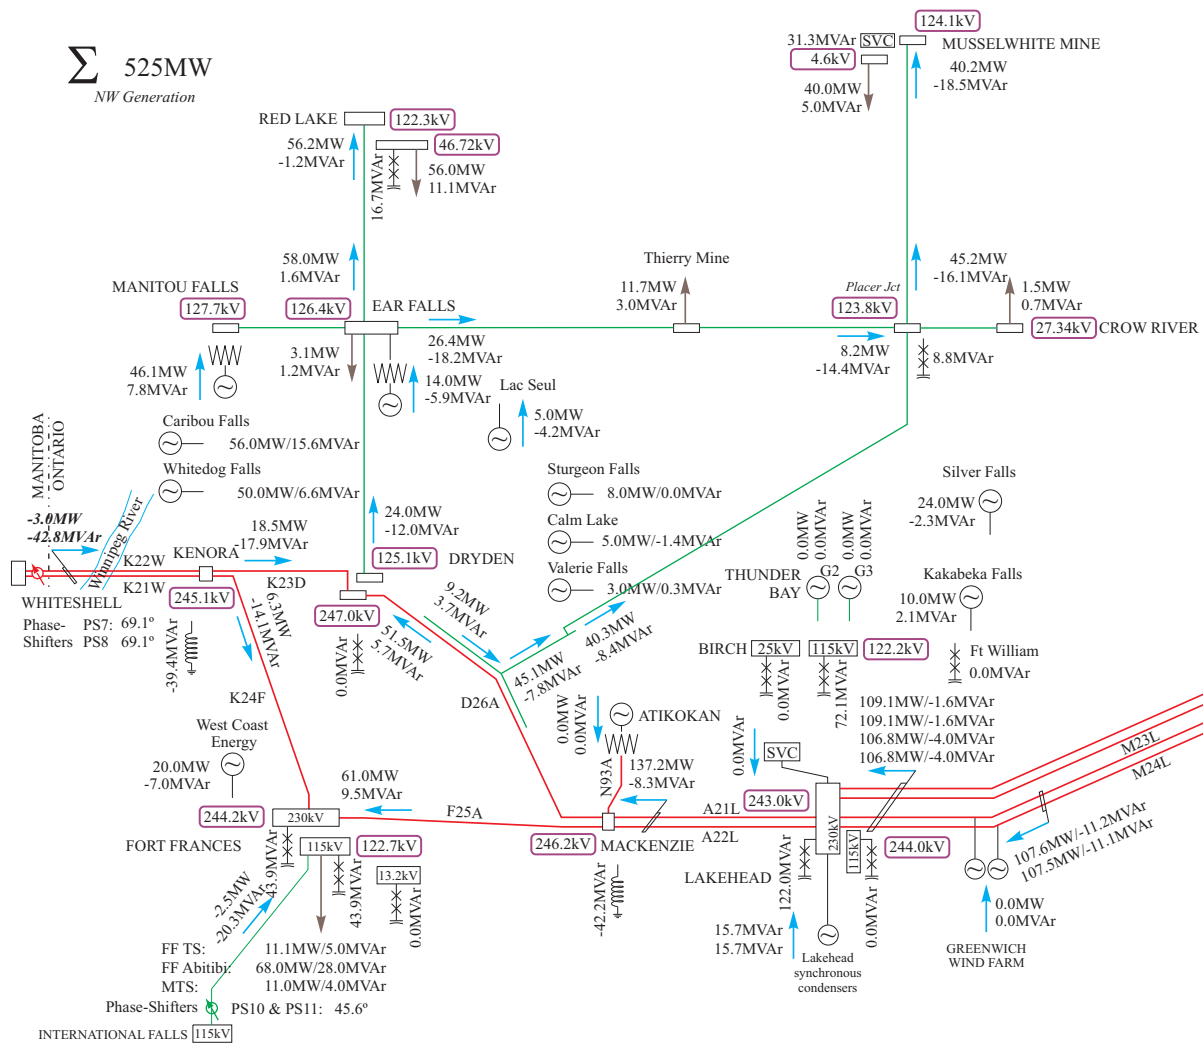 Σ 525MW
NW Generation
124.1kV
31.3MVAr SVC
MUSSELWHITE MINE
4.6kV
40.2MW
-18.5MVAr
40.0MW
5.0MVAr
RED LAKE
122.3kV
56.2MW
-1.2MVAr
46.72kV
16.7MVAr
56.0MW
11.1MVAr
58.0MW
1.6MVAr
Thierry Mine
11.7MW
3.0MVAr
45.2MW
-16.1MVAr
Placer Jct
123.8kV
1.5MW
0.7MVAr
MANITOU FALLS
127.7kV
126.4kV
EAR FALLS
27.34kV
CROW RIVER
26.4MW
-18.2MVAr
8.2MW
-14.4MVAr
8.8MVAr
3.1MW
1.2MVAr
46.1MW
7.8MVAr
14.0MW
-5.9MVAr
Lac Seul
5.0MW
-4.2MVAr
Caribou Falls
56.0MW/15.6MVAr
Whitedog Falls
50.0MW/6.6MVAr
MANITOBA
ONTARIO
Winnipeg River
-3.0MW
-42.8MVAr
Sturgeon Falls
8.0MW/0.0MVAr
Calm Lake
5.0MW/-1.4MVAr
Valerie Falls
3.0MW/0.3MVAr
Silver Falls
24.0MW
-2.3MVAr
0.0MW
0.0MVAr
0.0MW
0.0MVAr
THUNDER
BAY
G2
G3
Kakabeka Falls
10.0MW
2.1MVAr
24.0MW
-12.0MVAr
18.5MW
-17.9MVAr
125.1kV
DRYDEN
K22W
KENORA
K21W
K23D
WHITESHELL
245.1kV
247.0kV
Phase-
Shifters
PS7: 69.1º
PS8 69.1º
6.3MW
-14.1MVAr
-39.4MVAr
0.0MVAr
9.2MW
3.7MVAr
51.5MW
5.7MVAr
45.1MW
-7.8MVAr
40.3MW
-8.4MVAr
BIRCH
25kV
115kV
122.2kV
Ft William
0.0MVAr
0.0MVAr
72.1MVAr
K24F
D26A
109.1MW/-1.6MVAr
109.1MW/-1.6MVAr
106.8MW/-4.0MVAr
106.8MW/-4.0MVAr
0.0MW
0.0MVAr
ATIKOKAN
N93A
137.2MW
-8.3MVAr
0.0MVAr
SVC
M23L
M24L
West Coast
Energy
20.0MW
-7.0MVAr
61.0MW
9.5MVAr
F25A
244.2kV
230kV
FORT FRANCES
115kV
122.7kV
13.2kV
43.9MVAr
43.9MVAr
0.0MVAr
246.2kV
MACKENZIE
-42.2MVAr
A21L
A22L
243.0kV
230kV
115kV
244.0kV
LAKEHEAD
122.0MVAr
0.0MVAr
107.6MW/-11.2MVAr
107.5MW/-11.1MVAr
0.0MW
0.0MVAr
GREENWICH
WIND FARM
15.7MVAr
15.7MVAr
Lakehead
synchronous
condensers
-2.5MW
-20.3MVAr
FF TS: 11.1MW/5.0MVAr
FF Abitibi: 68.0MW/28.0MVAr
MTS: 11.0MW/4.0MVAr
Phase-Shifters PS10 & PS11: 45.6º
INTERNATIONAL FALLS 115kV